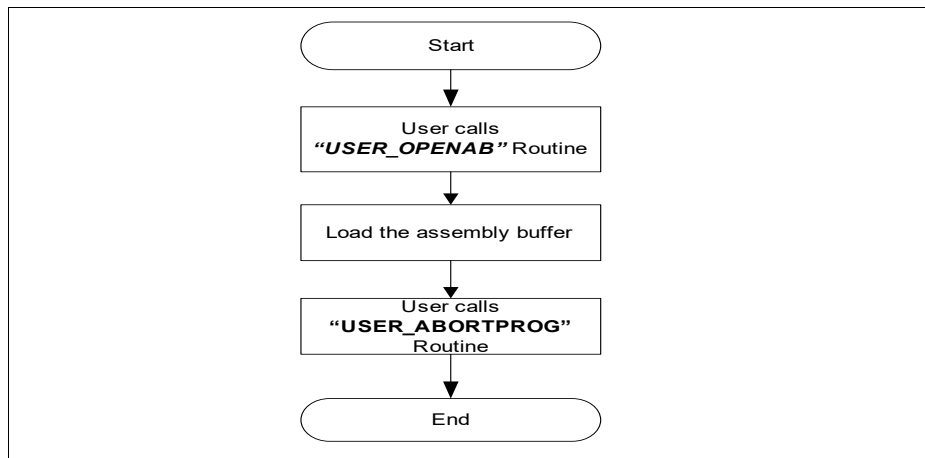 Start
User calls
“USER_OPENAB” Routine
Load the assembly buffer
User calls
“USER_ABORTPROG”
Routine
End